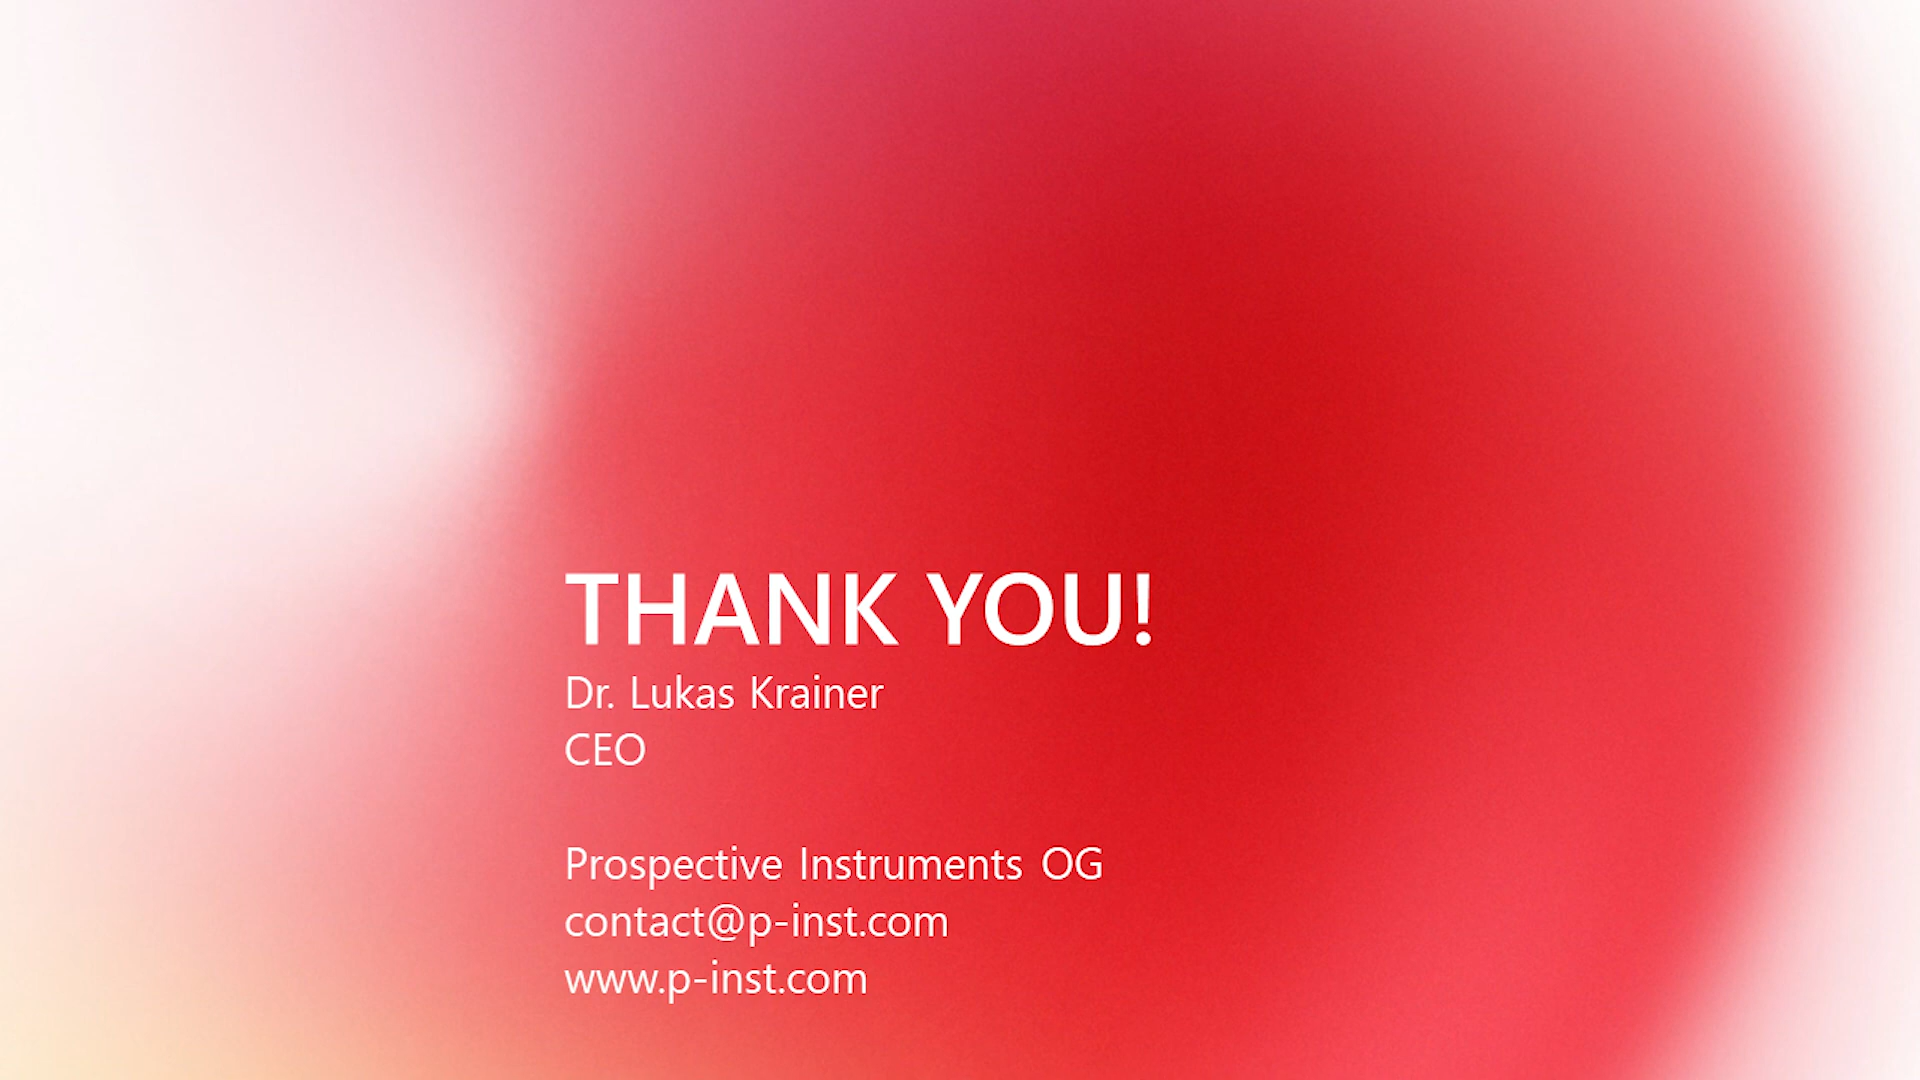 THANK YOU!
Dr. Lukas Krainer
CEO
Prospective Instruments OG
contact@p-inst.com
www.p-inst.com